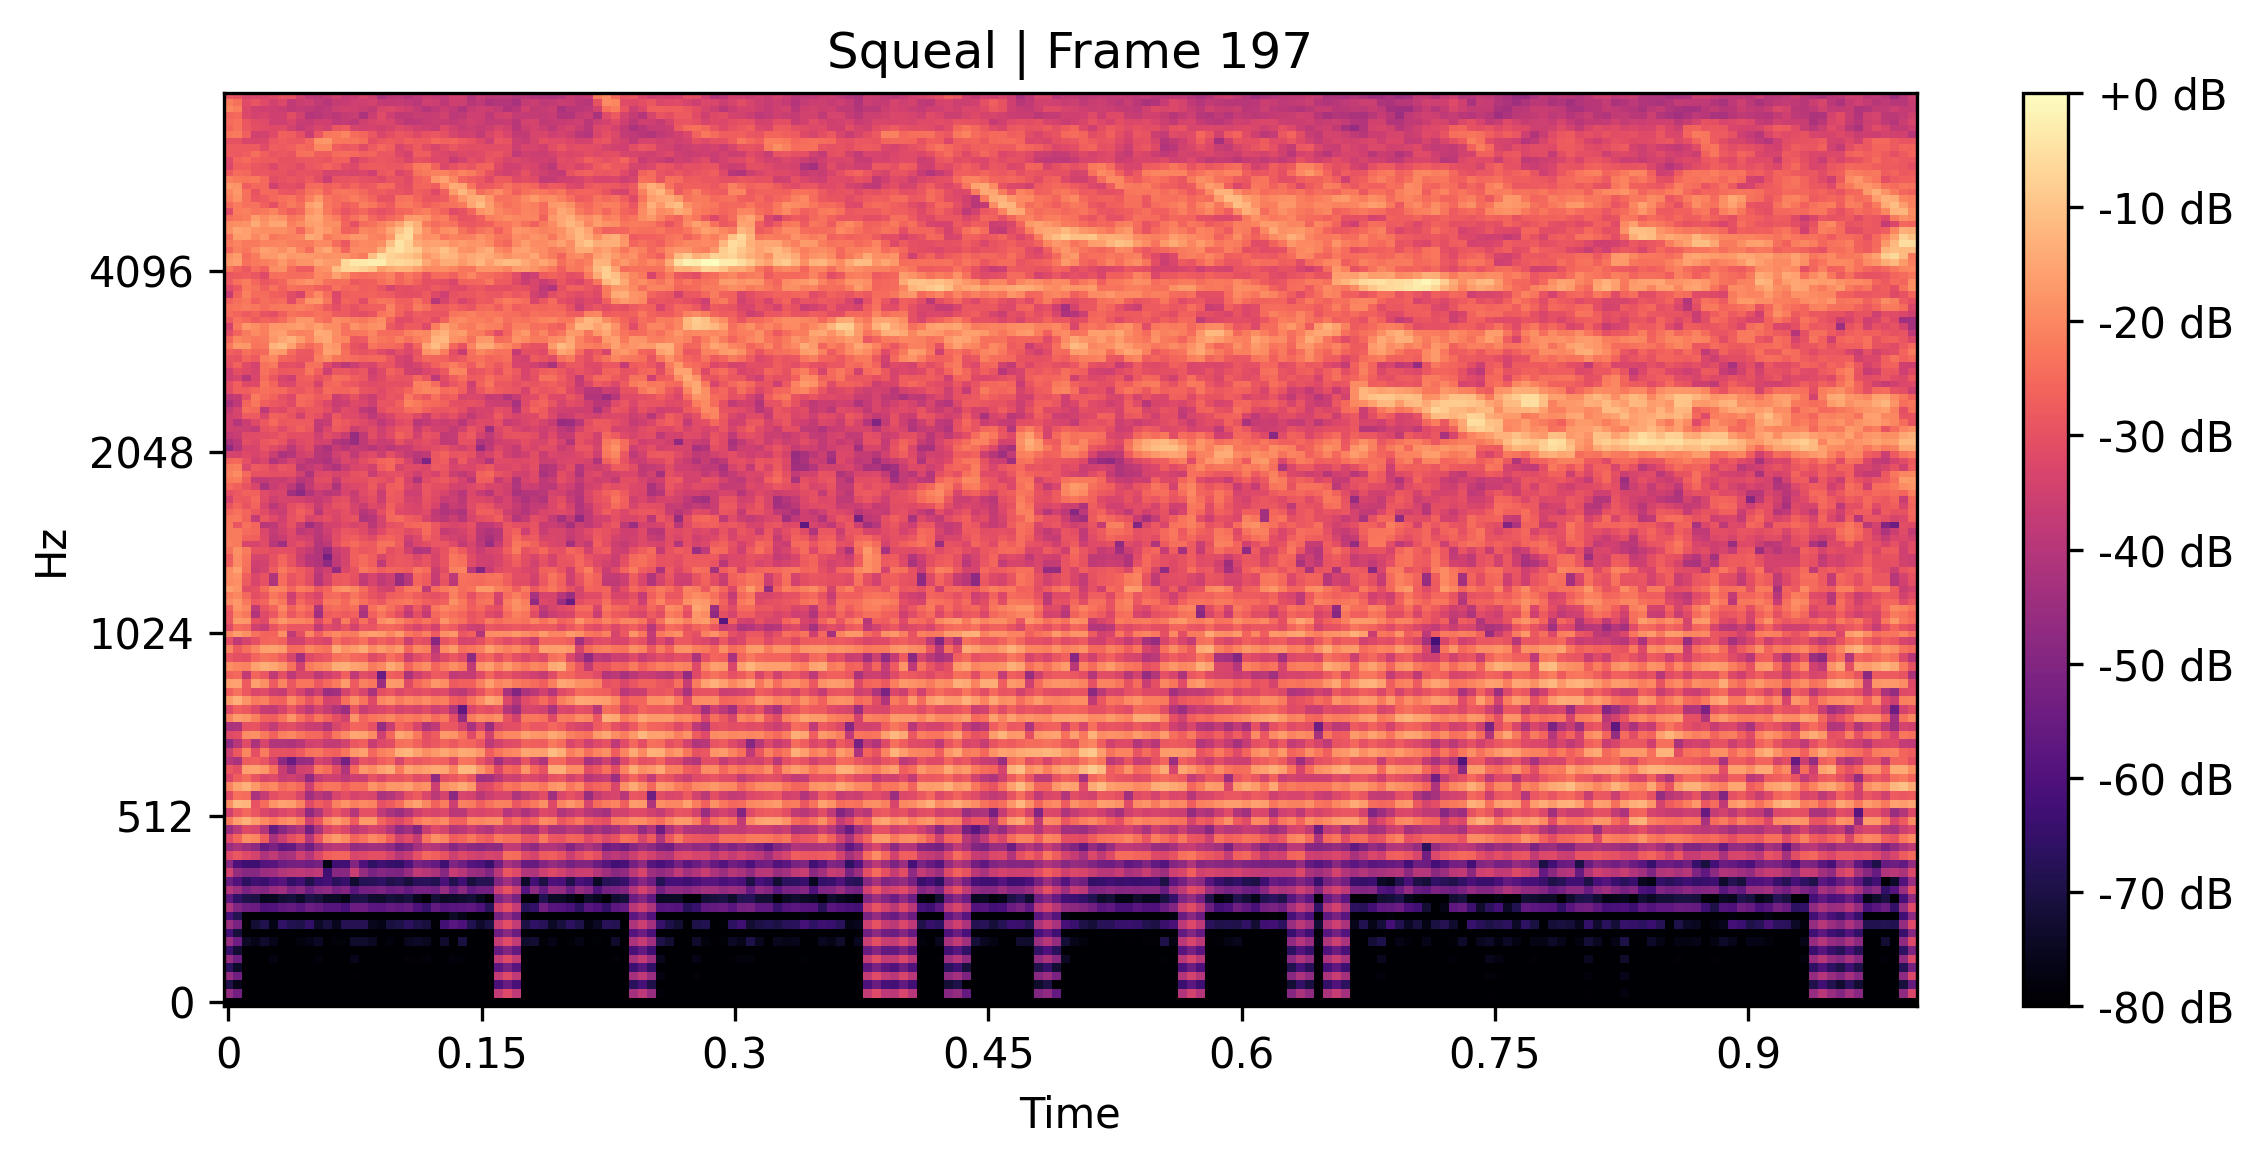 Squeal | Frame 197
+0 dB
-10 dB
-20 dB
-30 dB
-40 dB
-50 dB
-60 dB
-70 dB
-80 dB
Hz
4096
2048
1024
512
0
0 0.15 0.3 0.45 0.6 0.75 0.9
Time